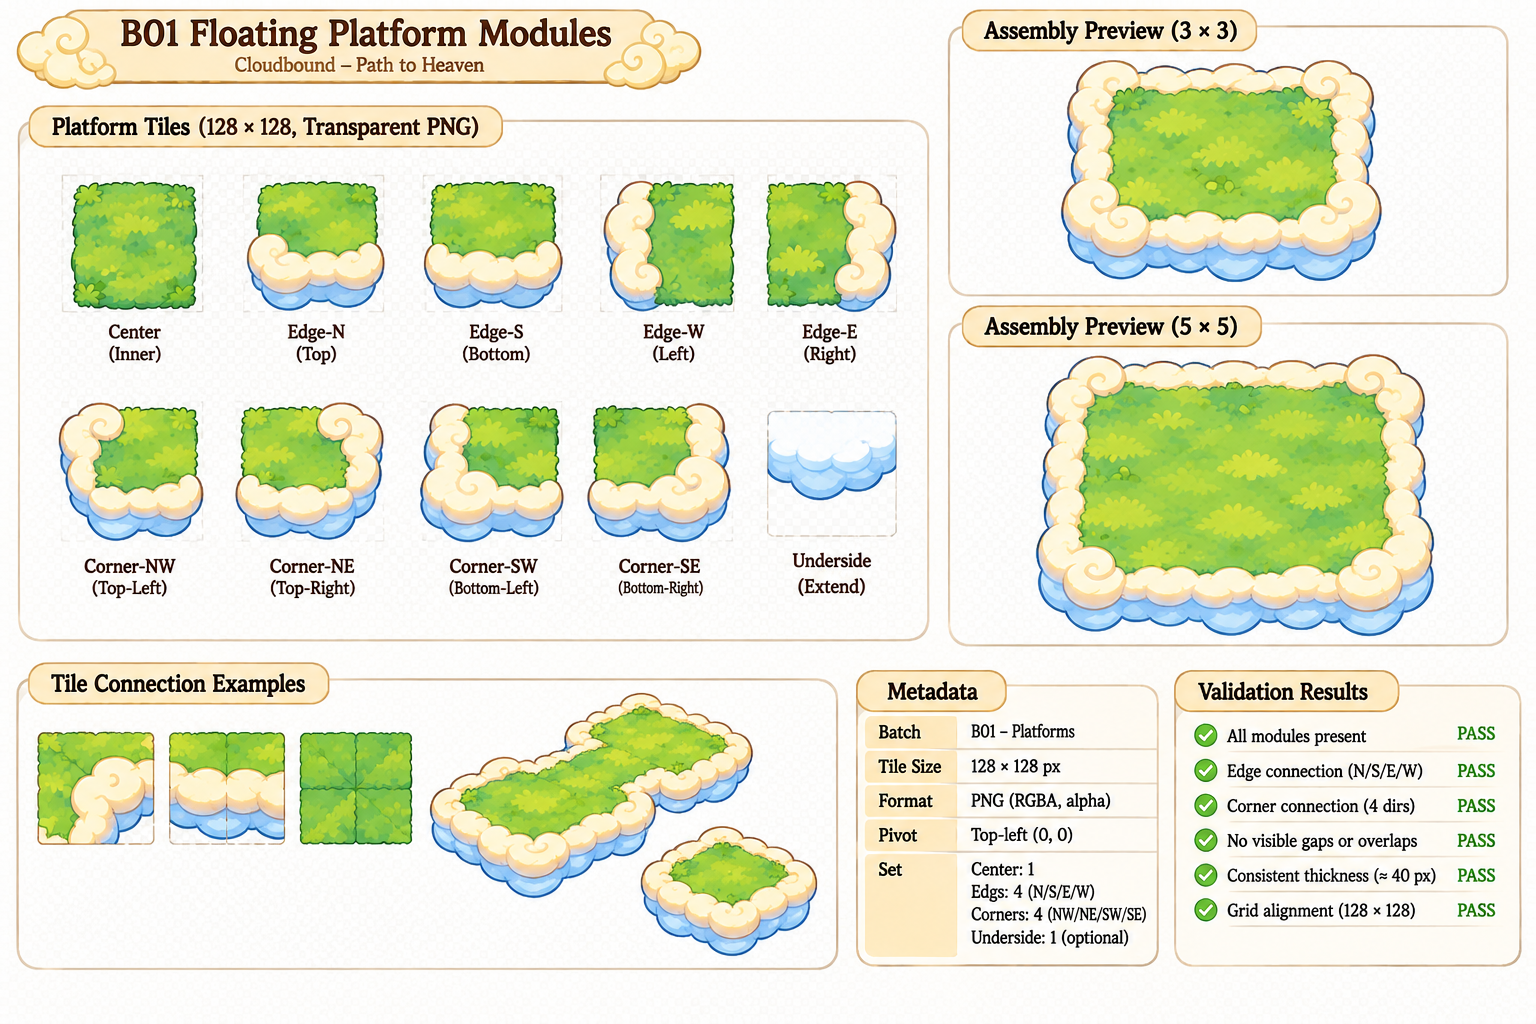 B01 Floating Platform Modules
Cloudbound – Path to Heaven
Platform Tiles (128 × 128, Transparent PNG)
Center
(Inner)
Edge-N
(Top)
Edge-S
(Bottom)
Edge-W
(Left)
Edge-E
(Right)
Corner-NW
(Top-Left)
Corner-NE
(Top-Right)
Corner-SW
(Bottom-Left)
Corner-SE
(Bottom-Right)
Underside
(Extend)
Assembly Preview (3 × 3)
Assembly Preview (5 × 5)
Tile Connection Examples
Metadata
Batch B01 – Platforms
Tile Size 128 × 128 px
Format PNG (RGBA, alpha)
Pivot Top-left (0, 0)
Set Center: 1
Edgs: 4 (N/S/E/W)
Corners: 4 (NW/NE/SW/SE)
Underside: 1 (optional)
Validation Results
All modules present PASS
Edge connection (N/S/E/W) PASS
Corner connection (4 dirs) PASS
No visible gaps or overlaps PASS
Consistent thickness (≈ 40 px) PASS
Grid alignment (128 × 128) PASS